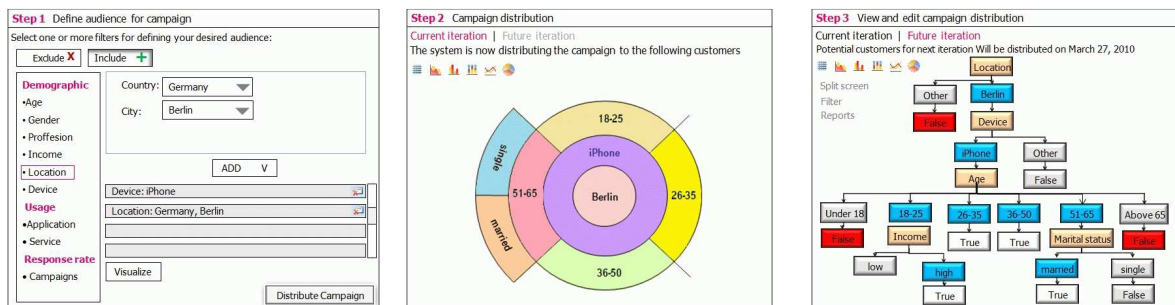 Step 1 Define audience for campaign
Select one or more filters for defining your desired audience:
Exclude X Include +
Demographic
•Age
• Gender
• Proffesion
• Income
• Location
• Device
Usage
•Application
• Service
Response rate
• Campaigns
Country: Germany
City: Berlin
ADD V
Device: iPhone
Location: Germany, Berlin
Visualize
Distribute Campaign
Step 2 Campaign distribution
Current iteration | Future iteration
The system is now distributing the campaign to the following customers
18-25
single
iPhone
51-65
Berlin
26-35
married
36-50
Step 3 View and edit campaign distribution
Current iteration | Future iteration
Potential customers for next iteration Will be distributed on March 27, 2010
Split screen
Filter
Reports
Location
Other Berlin
False Device
iPhone Other
Age False
Under 18 18-25 26-35 36-50 51-65 Above 65
False Income True True Marital status False
low high married single
True True False